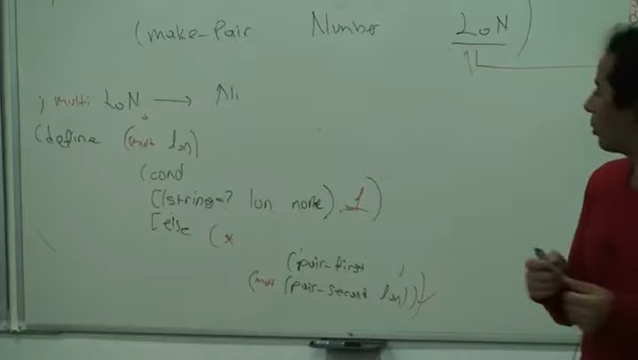 (make-Pair Number LoN)
; multi LoN → N
(define (mult lon)
(cond
[(string=? lon none) 1)
[else (*
(pair-first
(mult (pair-second lon)))